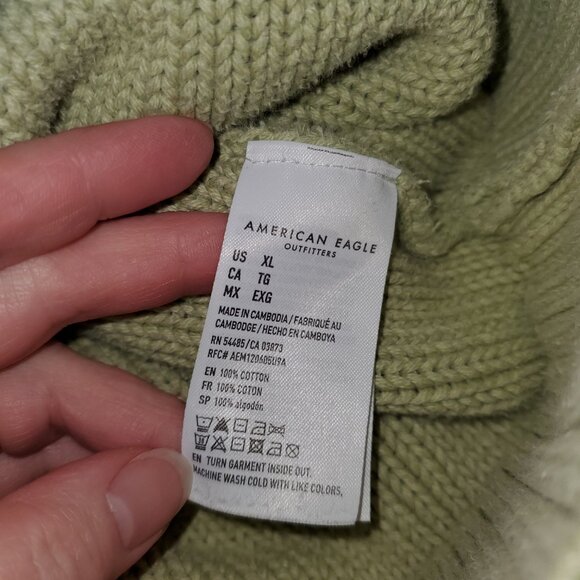 AMERICAN EAGLE
OUTFITTERS
US XL
CA TG
MX EXG
MADE IN CAMBODIA / FABRIQUÉ AU
CAMBODGE / HECHO EN CAMBOYA
RN 54485/CA 03873
RFC# AEM120605U9A
EN 100% COTTON
FR 100% COTON
SP 100% algodón
EN TURN GARMENT INSIDE OUT.
MACHINE WASH COLD WITH LIKE COLORS,